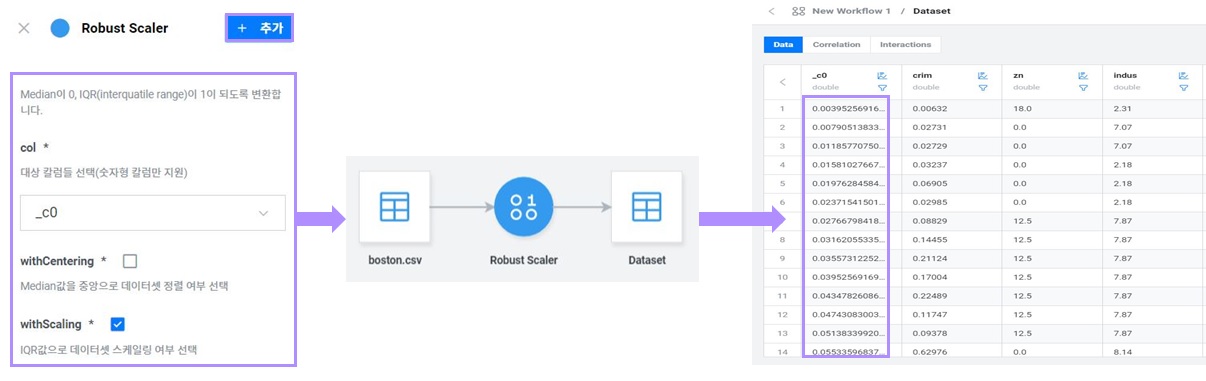 Robust Scaler
+ 추가
Median이 0, IQR(interquatile range)이 1이 되도록 변환합
니다.
col *
대상 칼럼들 선택(숫자형 칼럼만 지원)
_c0
withCentering *
Median값을 중앙으로 데이터셋 정렬 여부 선택
withScaling *
IQR값으로 데이터셋 스케일링 여부 선택
boston.csv
Robust Scaler
Dataset
New Workflow 1 / Dataset
Data Correlation Interactions
_c0 crim zn indus
double double double double
1 0.00395256916... 0.00632 18.0 2.31
2 0.00790513833... 0.02731 0.0 7.07
3 0.01185770750... 0.02729 0.0 7.07
4 0.01581027667... 0.03237 0.0 2.18
5 0.01976284584... 0.06905 0.0 2.18
6 0.02371541501... 0.02985 0.0 2.18
0.02766798418... 0.08829 12.5 7.87
8 0.03162055335... 0.14455 12.5 7.87
9 0.03557312252... 0.21124 12.5 7.87
10 0.03952569169... 0.17004 12.5 7.87
11 0.04347826086... 0.22489 12.5 7.87
12 0.04743083003... 0.11747 12.5 7.87
13 0.05138339920... 0.09378 12.5 7.87
14 0.05533596837... 0.62976 0.0 8.14